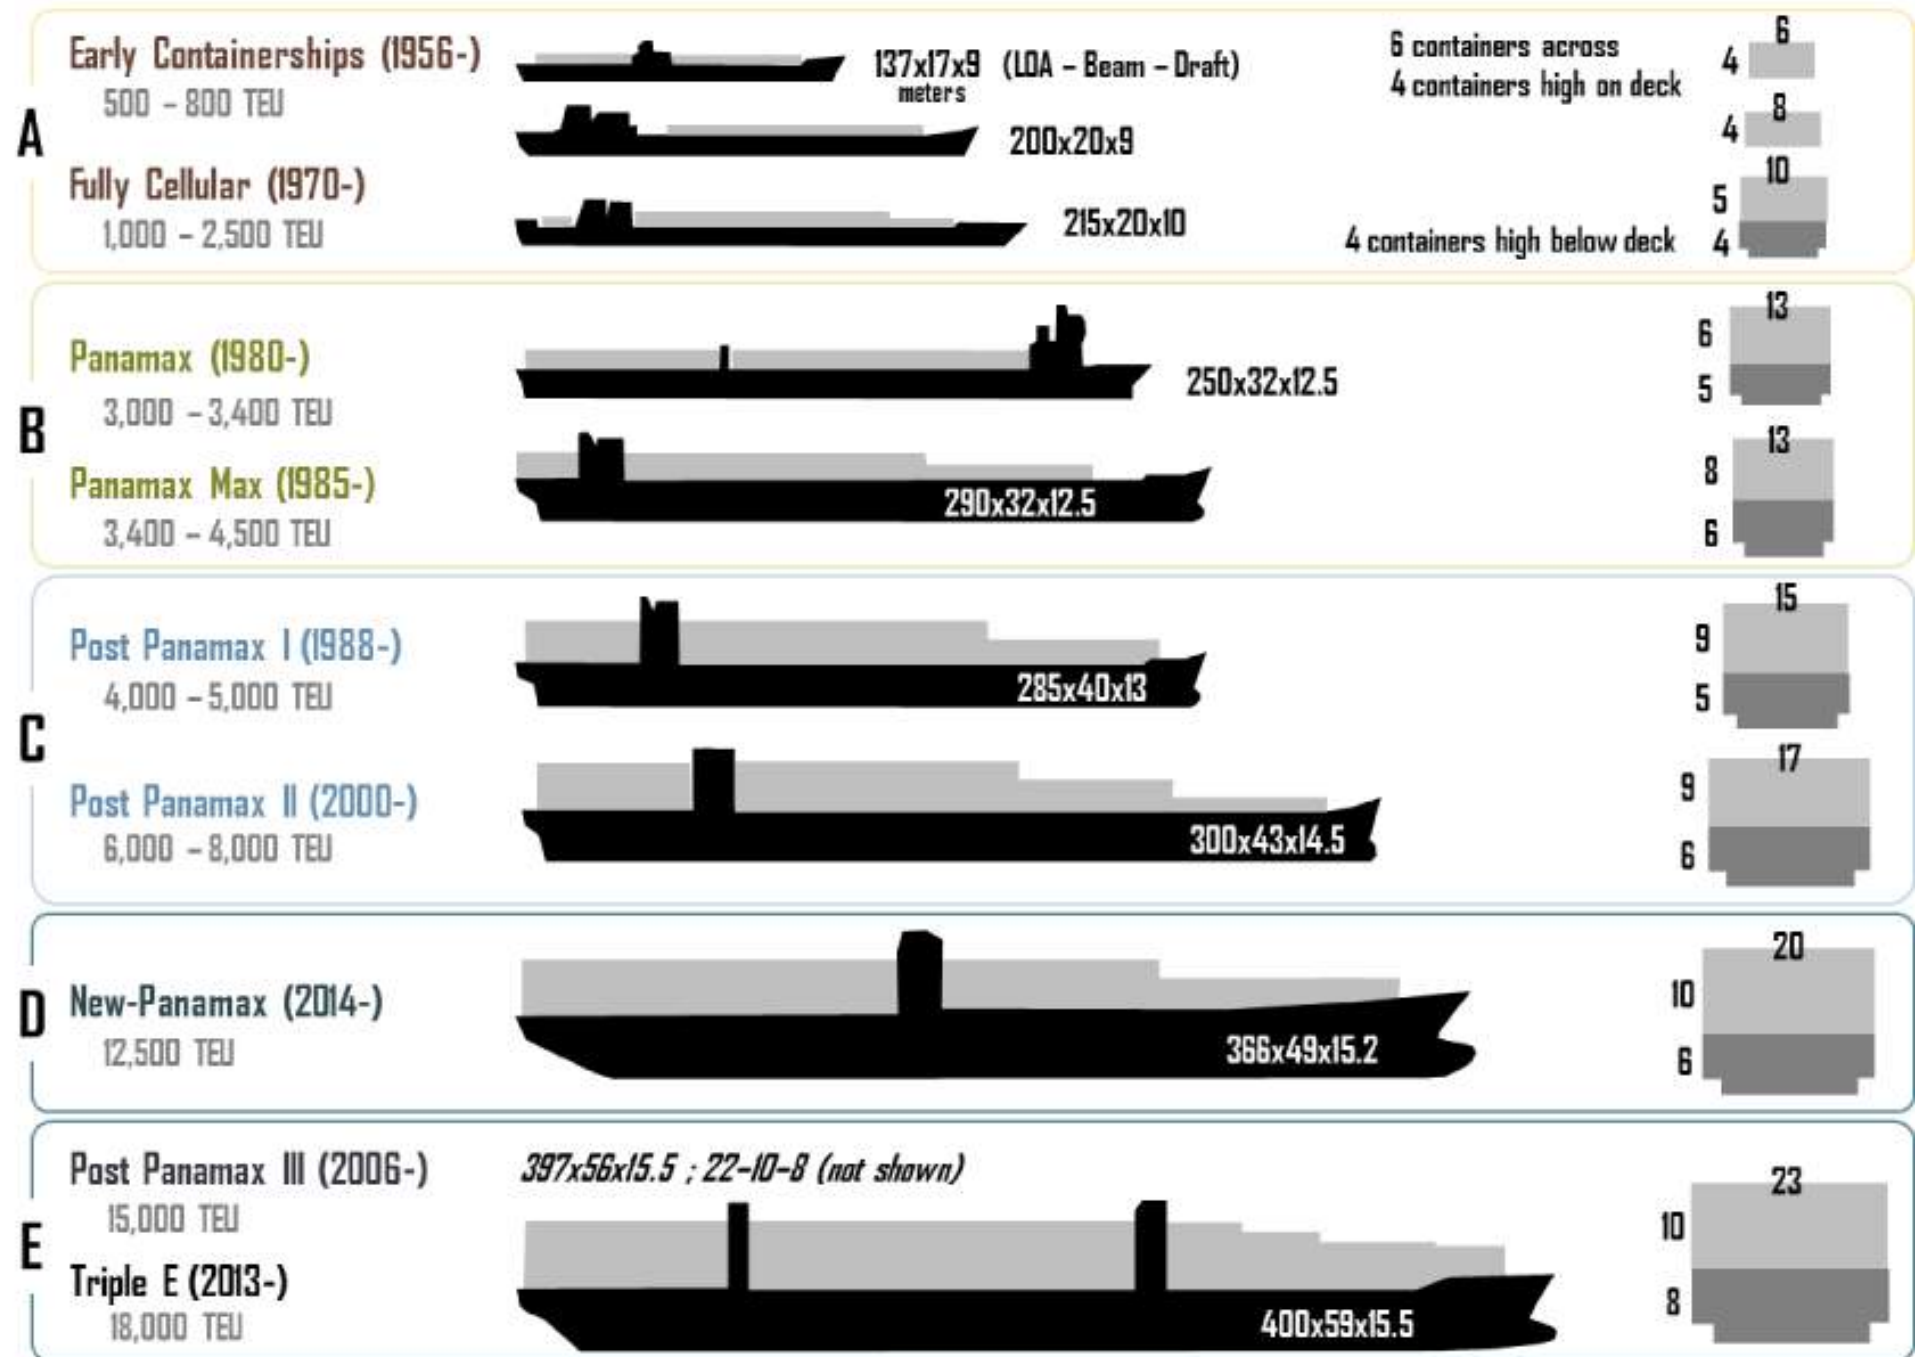 A
Early Containerships (1956-)
500 – 800 TEU
137x17x9 (LOA – Beam – Draft)
meters
6 containers across
4 containers high on deck
6
4
200x20x9
8
4
Fully Cellular (1970-)
1,000 – 2,500 TEU
215x20x10
4 containers high below deck
10
5
4
B
Panamax (1980-)
3,000 – 3,400 TEU
250x32x12.5
13
6
5
Panamax Max (1985-)
3,400 – 4,500 TEU
290x32x12.5
13
8
6
C
Post Panamax I (1988-)
4,000 – 5,000 TEU
285x40x13
15
9
5
Post Panamax II (2000-)
6,000 – 8,000 TEU
300x43x14.5
17
9
6
D
New-Panamax (2014-)
12,500 TEU
366x49x15.2
20
10
6
E
Post Panamax III (2006-)
15,000 TEU
397x56x15.5 ; 22–10–8 (not shown)
Triple E (2013-)
18,000 TEU
400x59x15.5
23
10
8